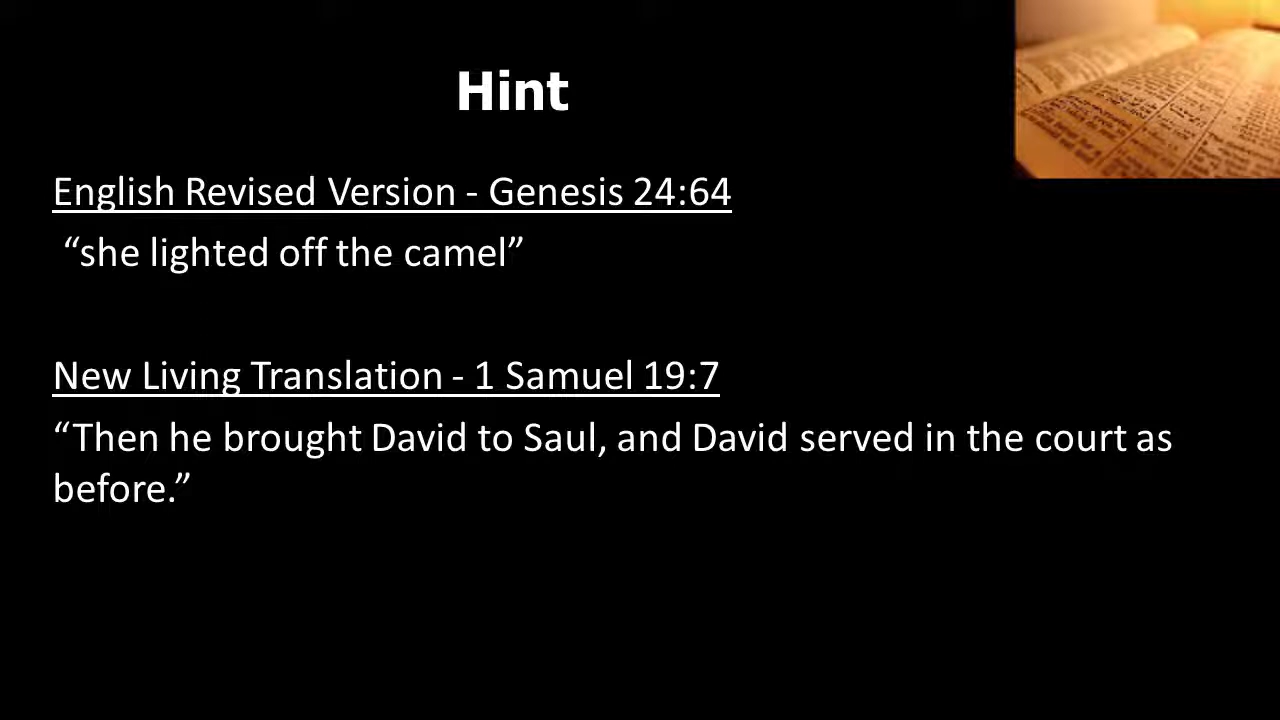 Hint
English Revised Version - Genesis 24:64
“she lighted off the camel”
New Living Translation - 1 Samuel 19:7
“Then he brought David to Saul, and David served in the court as
before.”